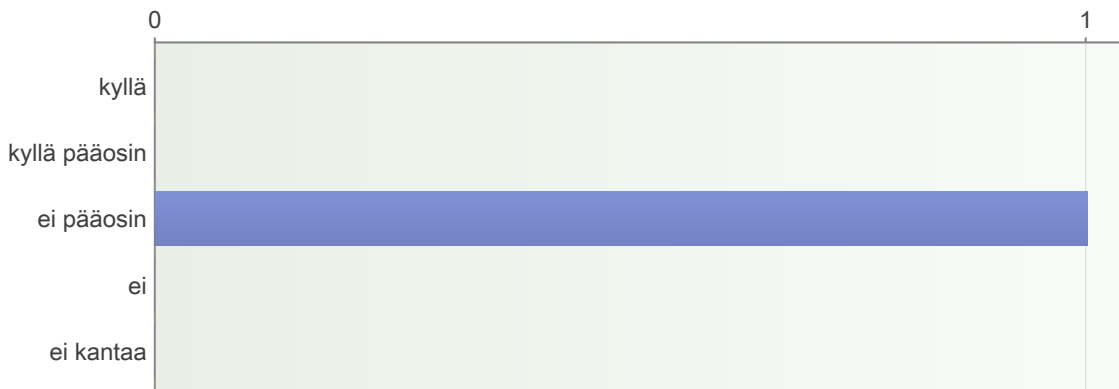 0 1
kyllä
kyllä pääosin
ei pääosin
ei
ei kantaa